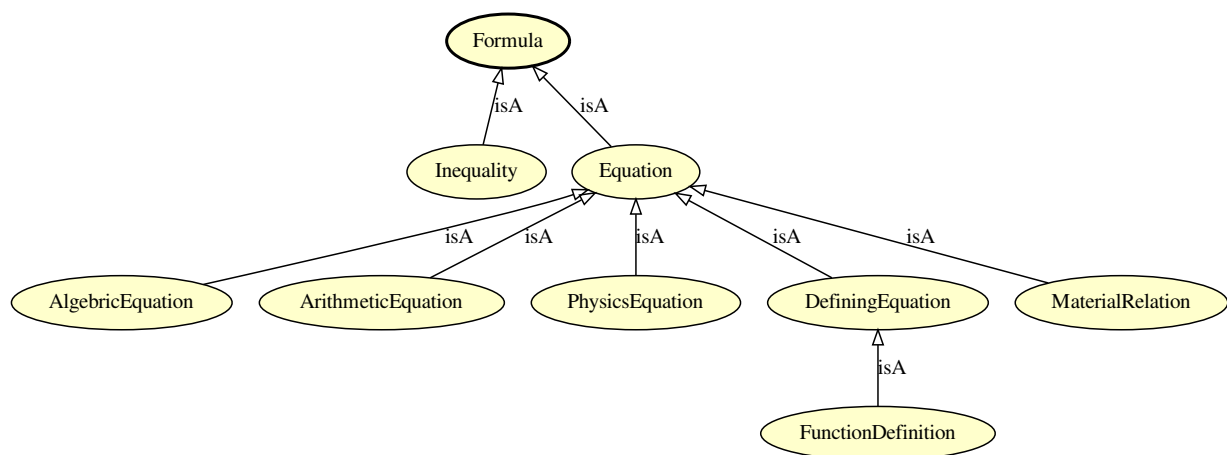 Formula
isA isA
Inequality Equation
isA isA isA isA isA
AlgebricEquation ArithmeticEquation PhysicsEquation DefiningEquation MaterialRelation
isA
FunctionDefinition